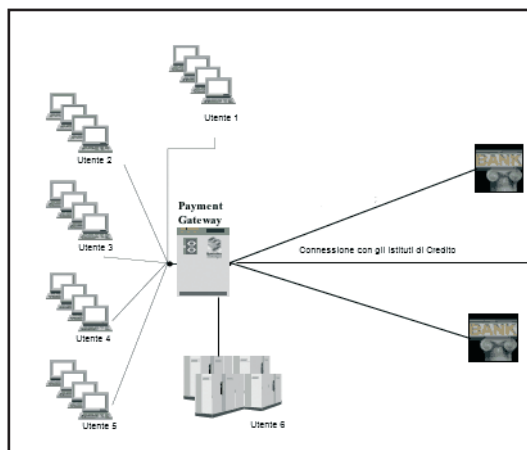 Utente 1
Utente 2
Payment
Gateway
Utente 3
Connessione con gli Istituti di Credito
BANK
Utente 4
BANK
Utente 5
Utente 6